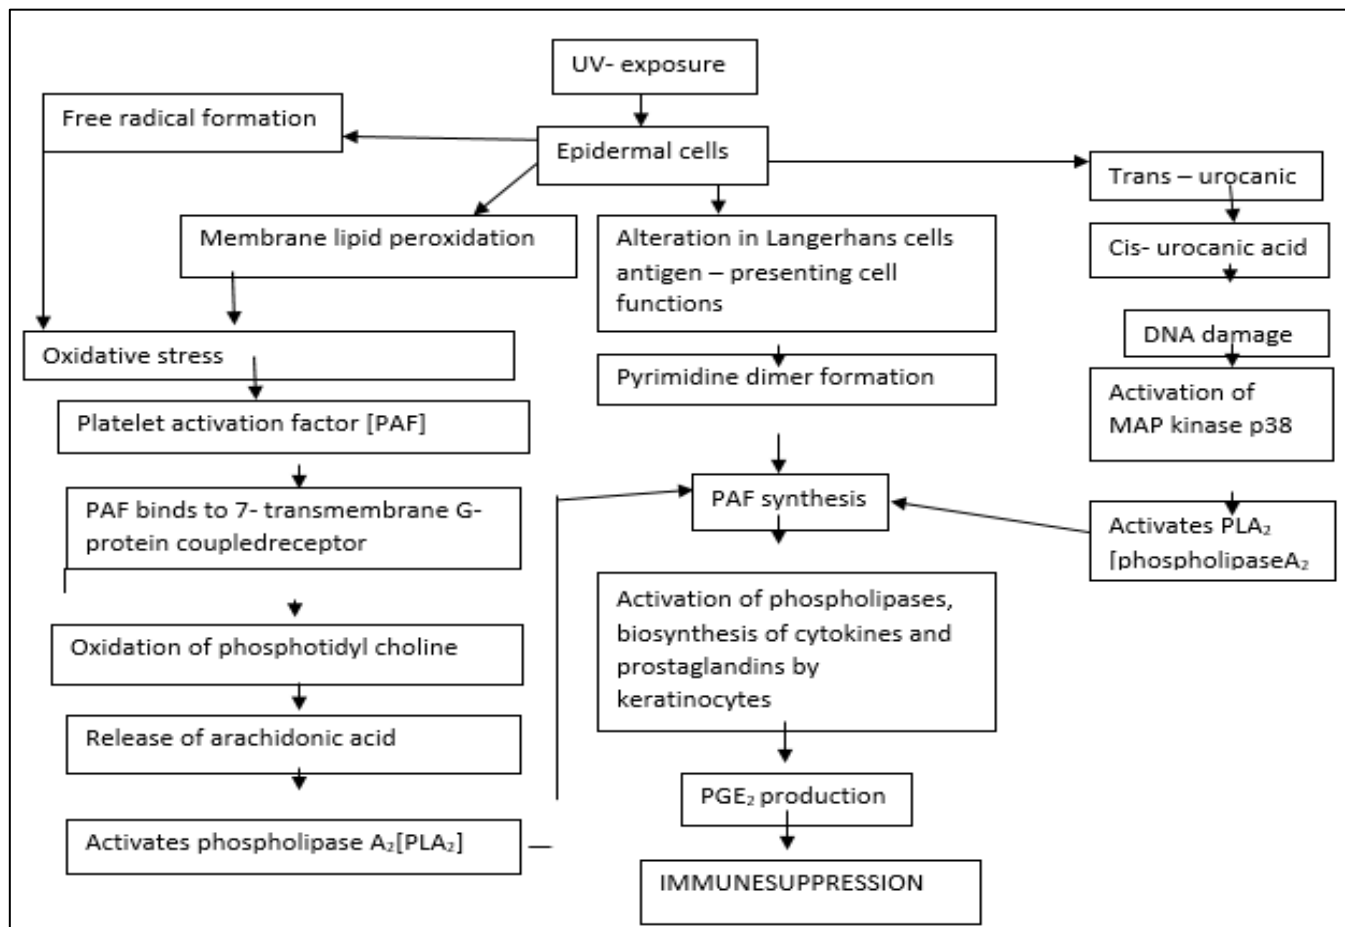 UV- exposure
Free radical formation
Epidermal cells
Trans – urocanic
Membrane lipid peroxidation
Alteration in Langerhans cells
antigen – presenting cell
functions
Cis- urocanic acid
Oxidative stress
DNA damage
Pyrimidine dimer formation
Activation of
MAP kinase p38
Platelet activation factor [PAF]
PAF binds to 7- transmembrane G-
protein coupledreceptor
PAF synthesis
Activates PLA₂
[phospholipaseA₂
Oxidation of phosphotidyl choline
Activation of phospholipases,
biosynthesis of cytokines and
prostaglandins by
keratinocytes
Release of arachidonic acid
PGE₂ production
Activates phospholipase A₂[PLA₂]
IMMUNESUPPRESSION